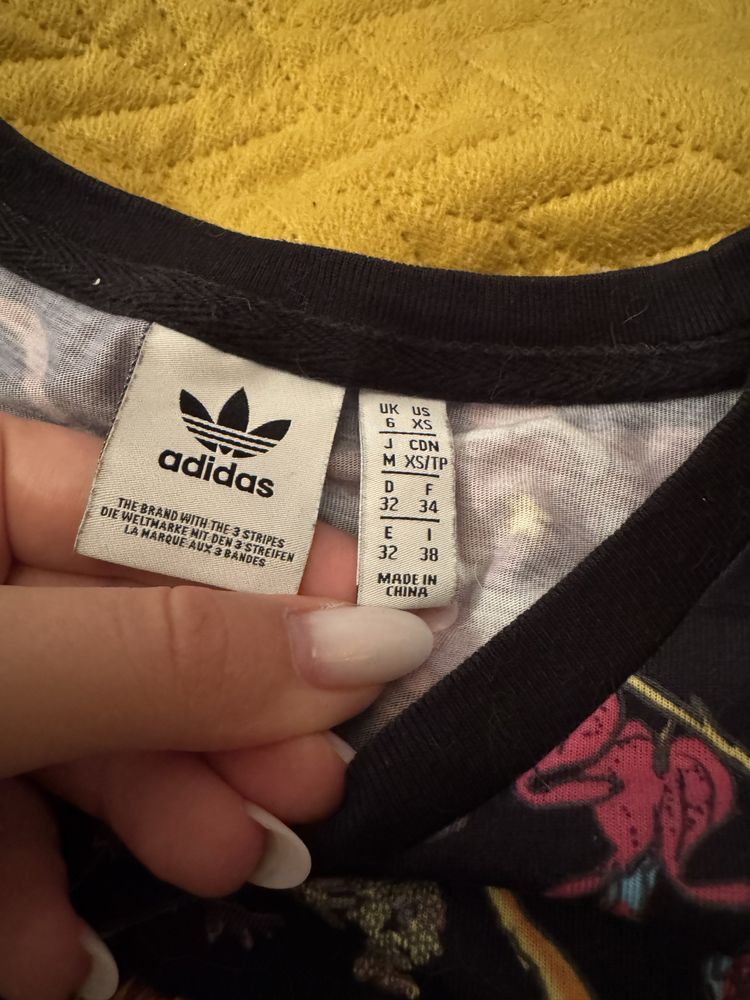 adidas
THE BRAND WITH THE 3 STRIPES
DIE WELTMARKE MIT DEN 3 STREIFEN
LA MARQUE AUX 3 BANDES
UK US
6 XS
J CDN
M XS/TP
D F
32 34
E I
32 38
MADE IN
CHINA